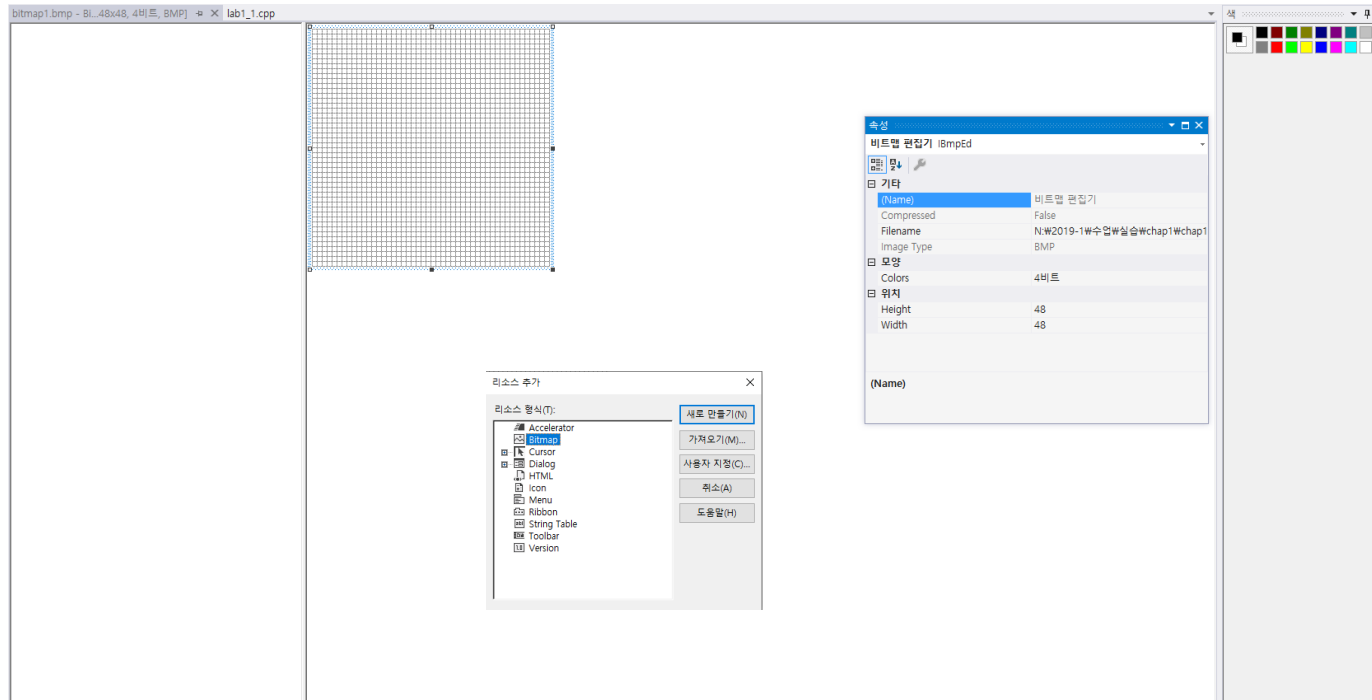 bitmap1.bmp - Bi...48x48, 4비트, BMP]
lab1_1.cpp
색
속성
비트맵 편집기 IBmpEd
기타
(Name) 비트맵 편집기
Compressed False
Filename N:₩2019-1₩수업₩실습₩chap1₩chap1
Image Type BMP
모양
Colors 4비트
위치
Height 48
Width 48
(Name)
리소스 추가
리소스 형식(T):
Accelerator
Bitmap
Cursor
Dialog
HTML
Icon
Menu
Ribbon
String Table
Toolbar
Version
새로 만들기(N)
가져오기(M)...
사용자 지정(C)...
취소(A)
도움말(H)